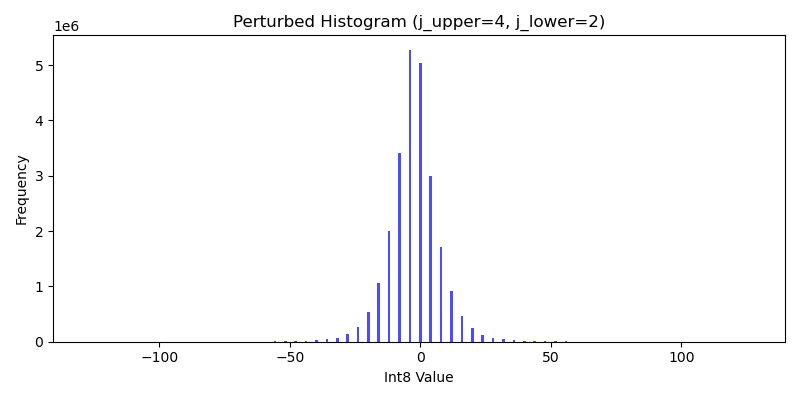 Perturbed Histogram (j_upper=4, j_lower=2)
1e6
5
4
3
2
1
0
Frequency
−100
−50
0
50
100
Int8 Value